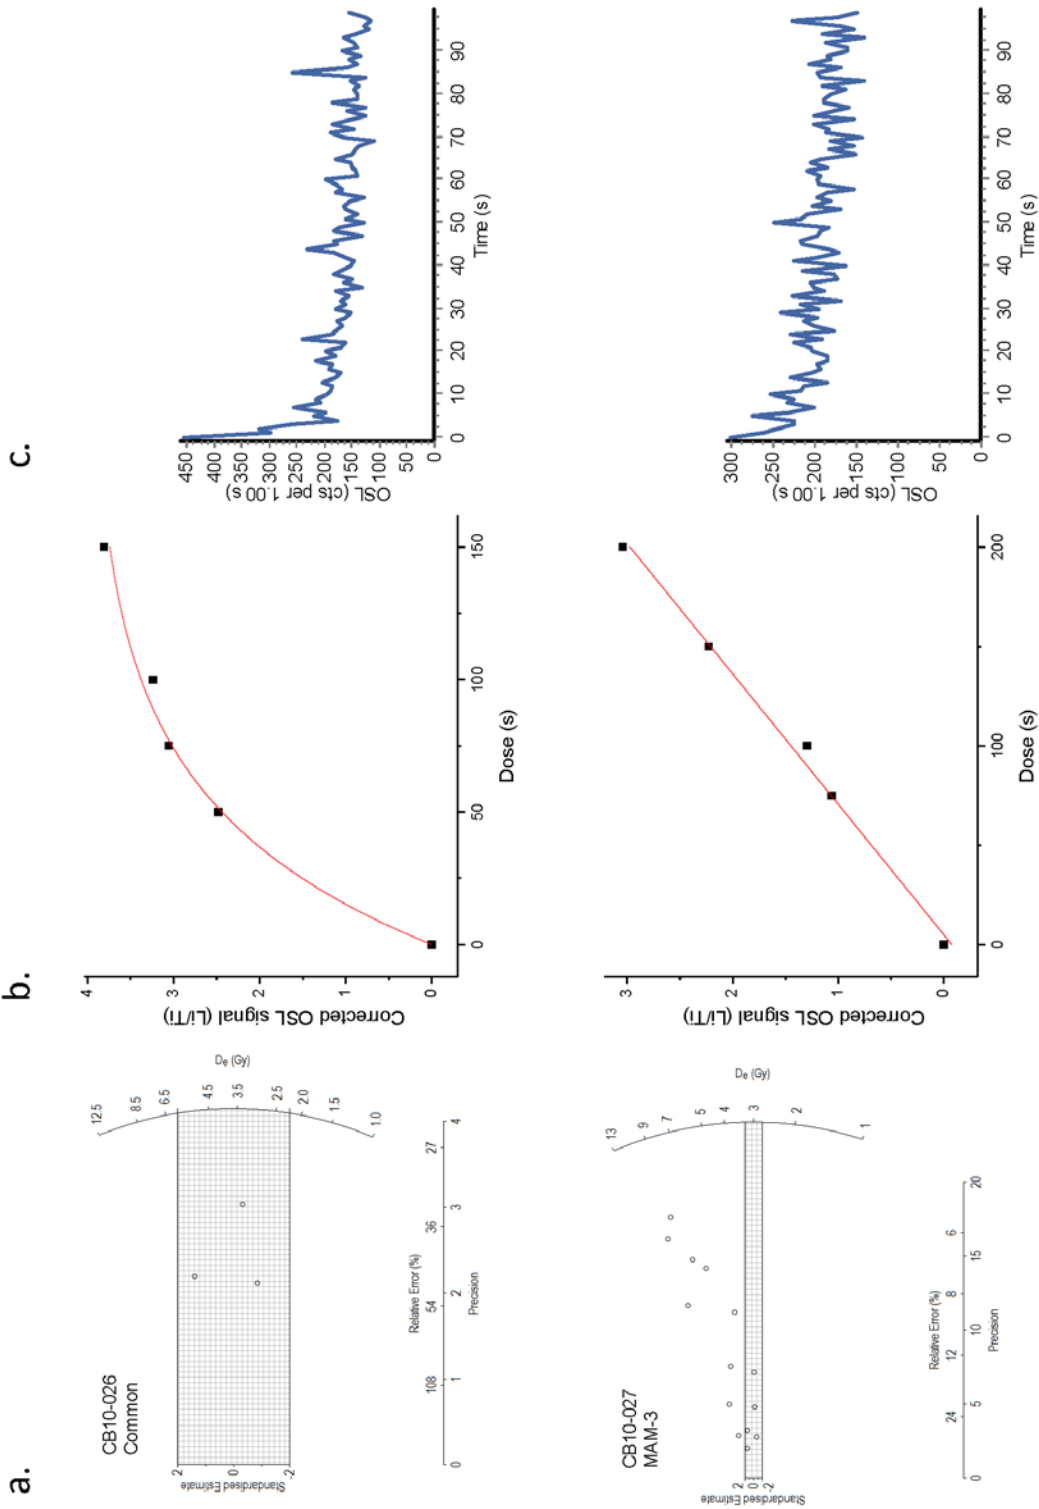 a.
CB10-026
Common
2
0
-2
Standardised Estimate
12.5
8.5
6.5
4.5
3.5
2.5
2.0
1.5
1.0
De (Gy)
108 54 36 27
Relative Error (%)
0 1 2 3 4
Precision
CB10-027
MAM-3
2
0
-2
Standardised Estimate
13
9
7
5
4
3
2
1
De (Gy)
24 12 8 6
Relative Error (%)
0 5 10 15 20
Precision
b.
4
3
2
1
0
Corrected OSL signal (Li/Ti)
0 50 100 150
Dose (s)
3
2
1
0
Corrected OSL signal (Li/Ti)
0 100 200
Dose (s)
c.
450
400
350
300
250
200
150
100
50
0
OSL (cts per 1.00 s)
0 10 20 30 40 50 60 70 80 90
Time (s)
300
250
200
150
100
50
0
OSL (cts per 1.00 s)
0 10 20 30 40 50 60 70 80 90
Time (s)